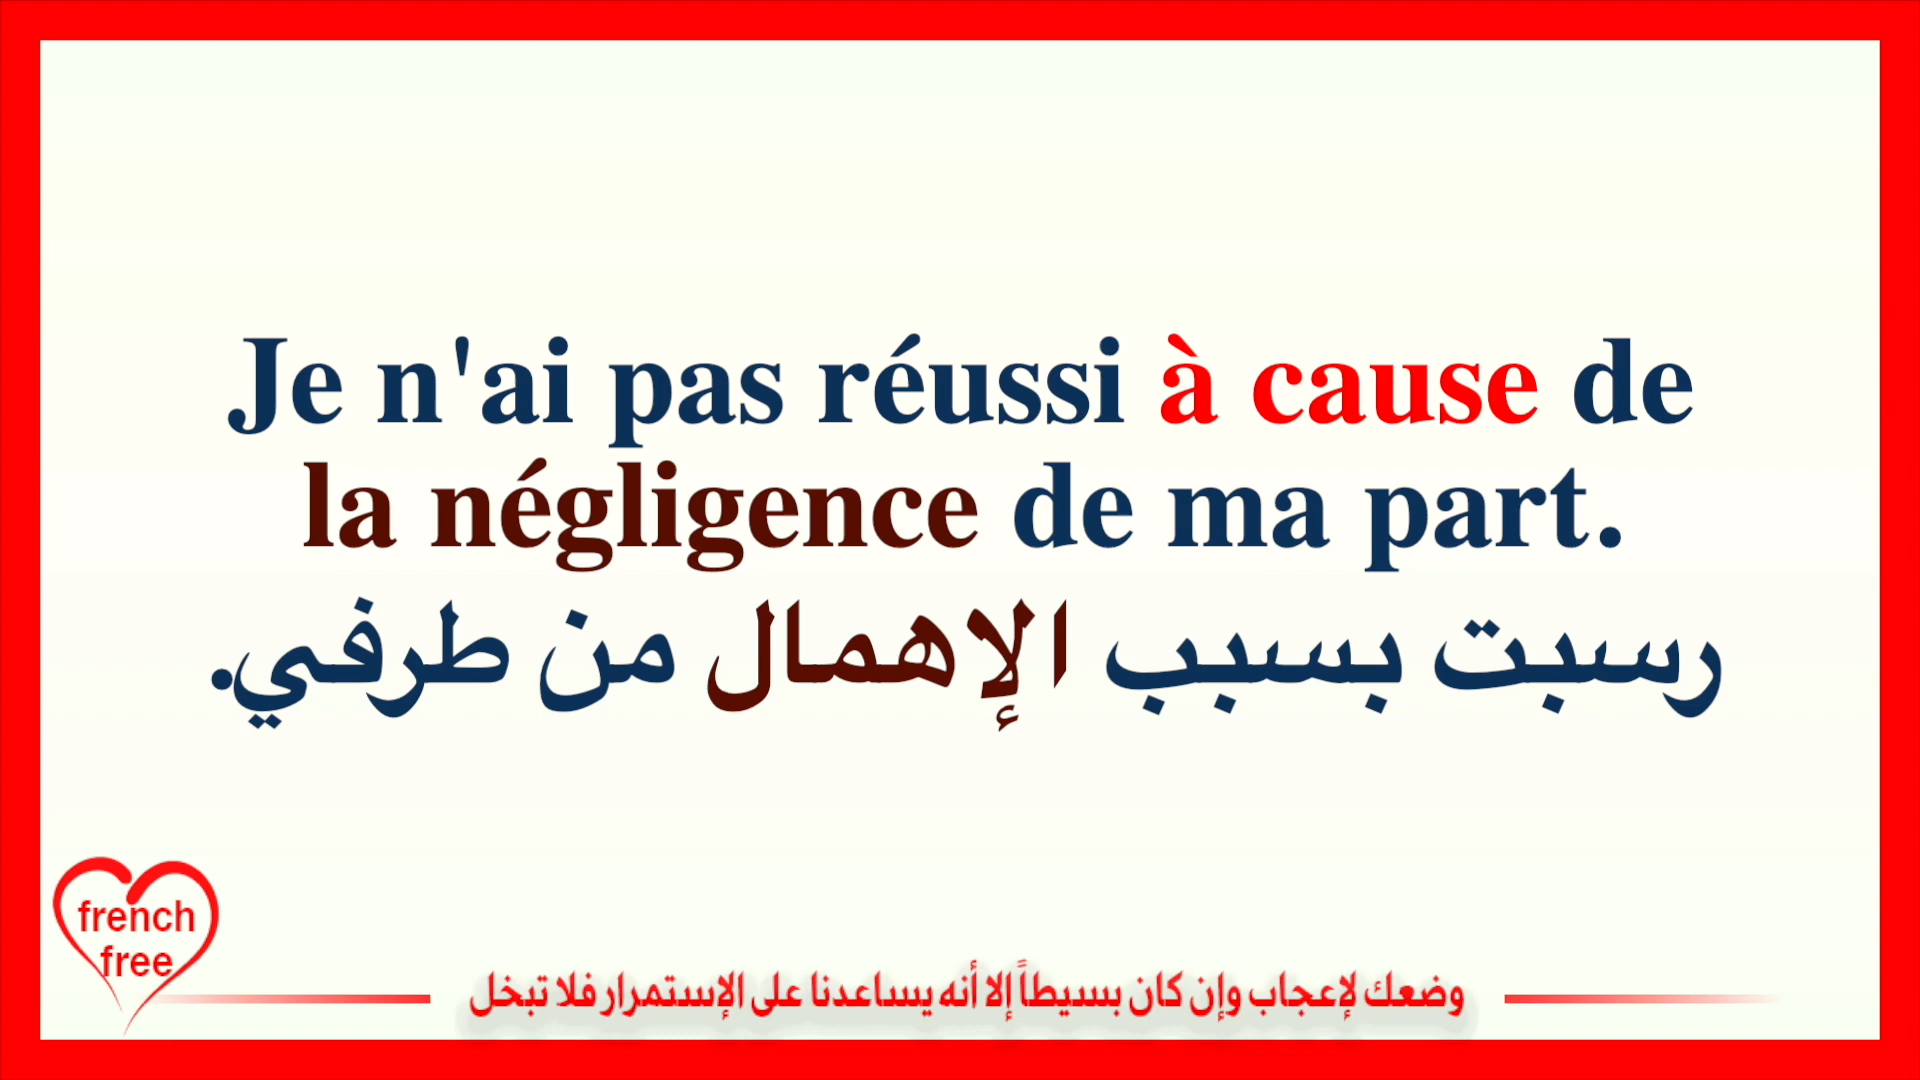 Je n'ai pas réussi à cause de
la négligence de ma part.
رسبت بسبب الإهمال من طرفي.
french
free
وضعك لإعجاب وإن كان بسيطاً إلا أنه يساعدنا على الإستمرار فلا تبخل